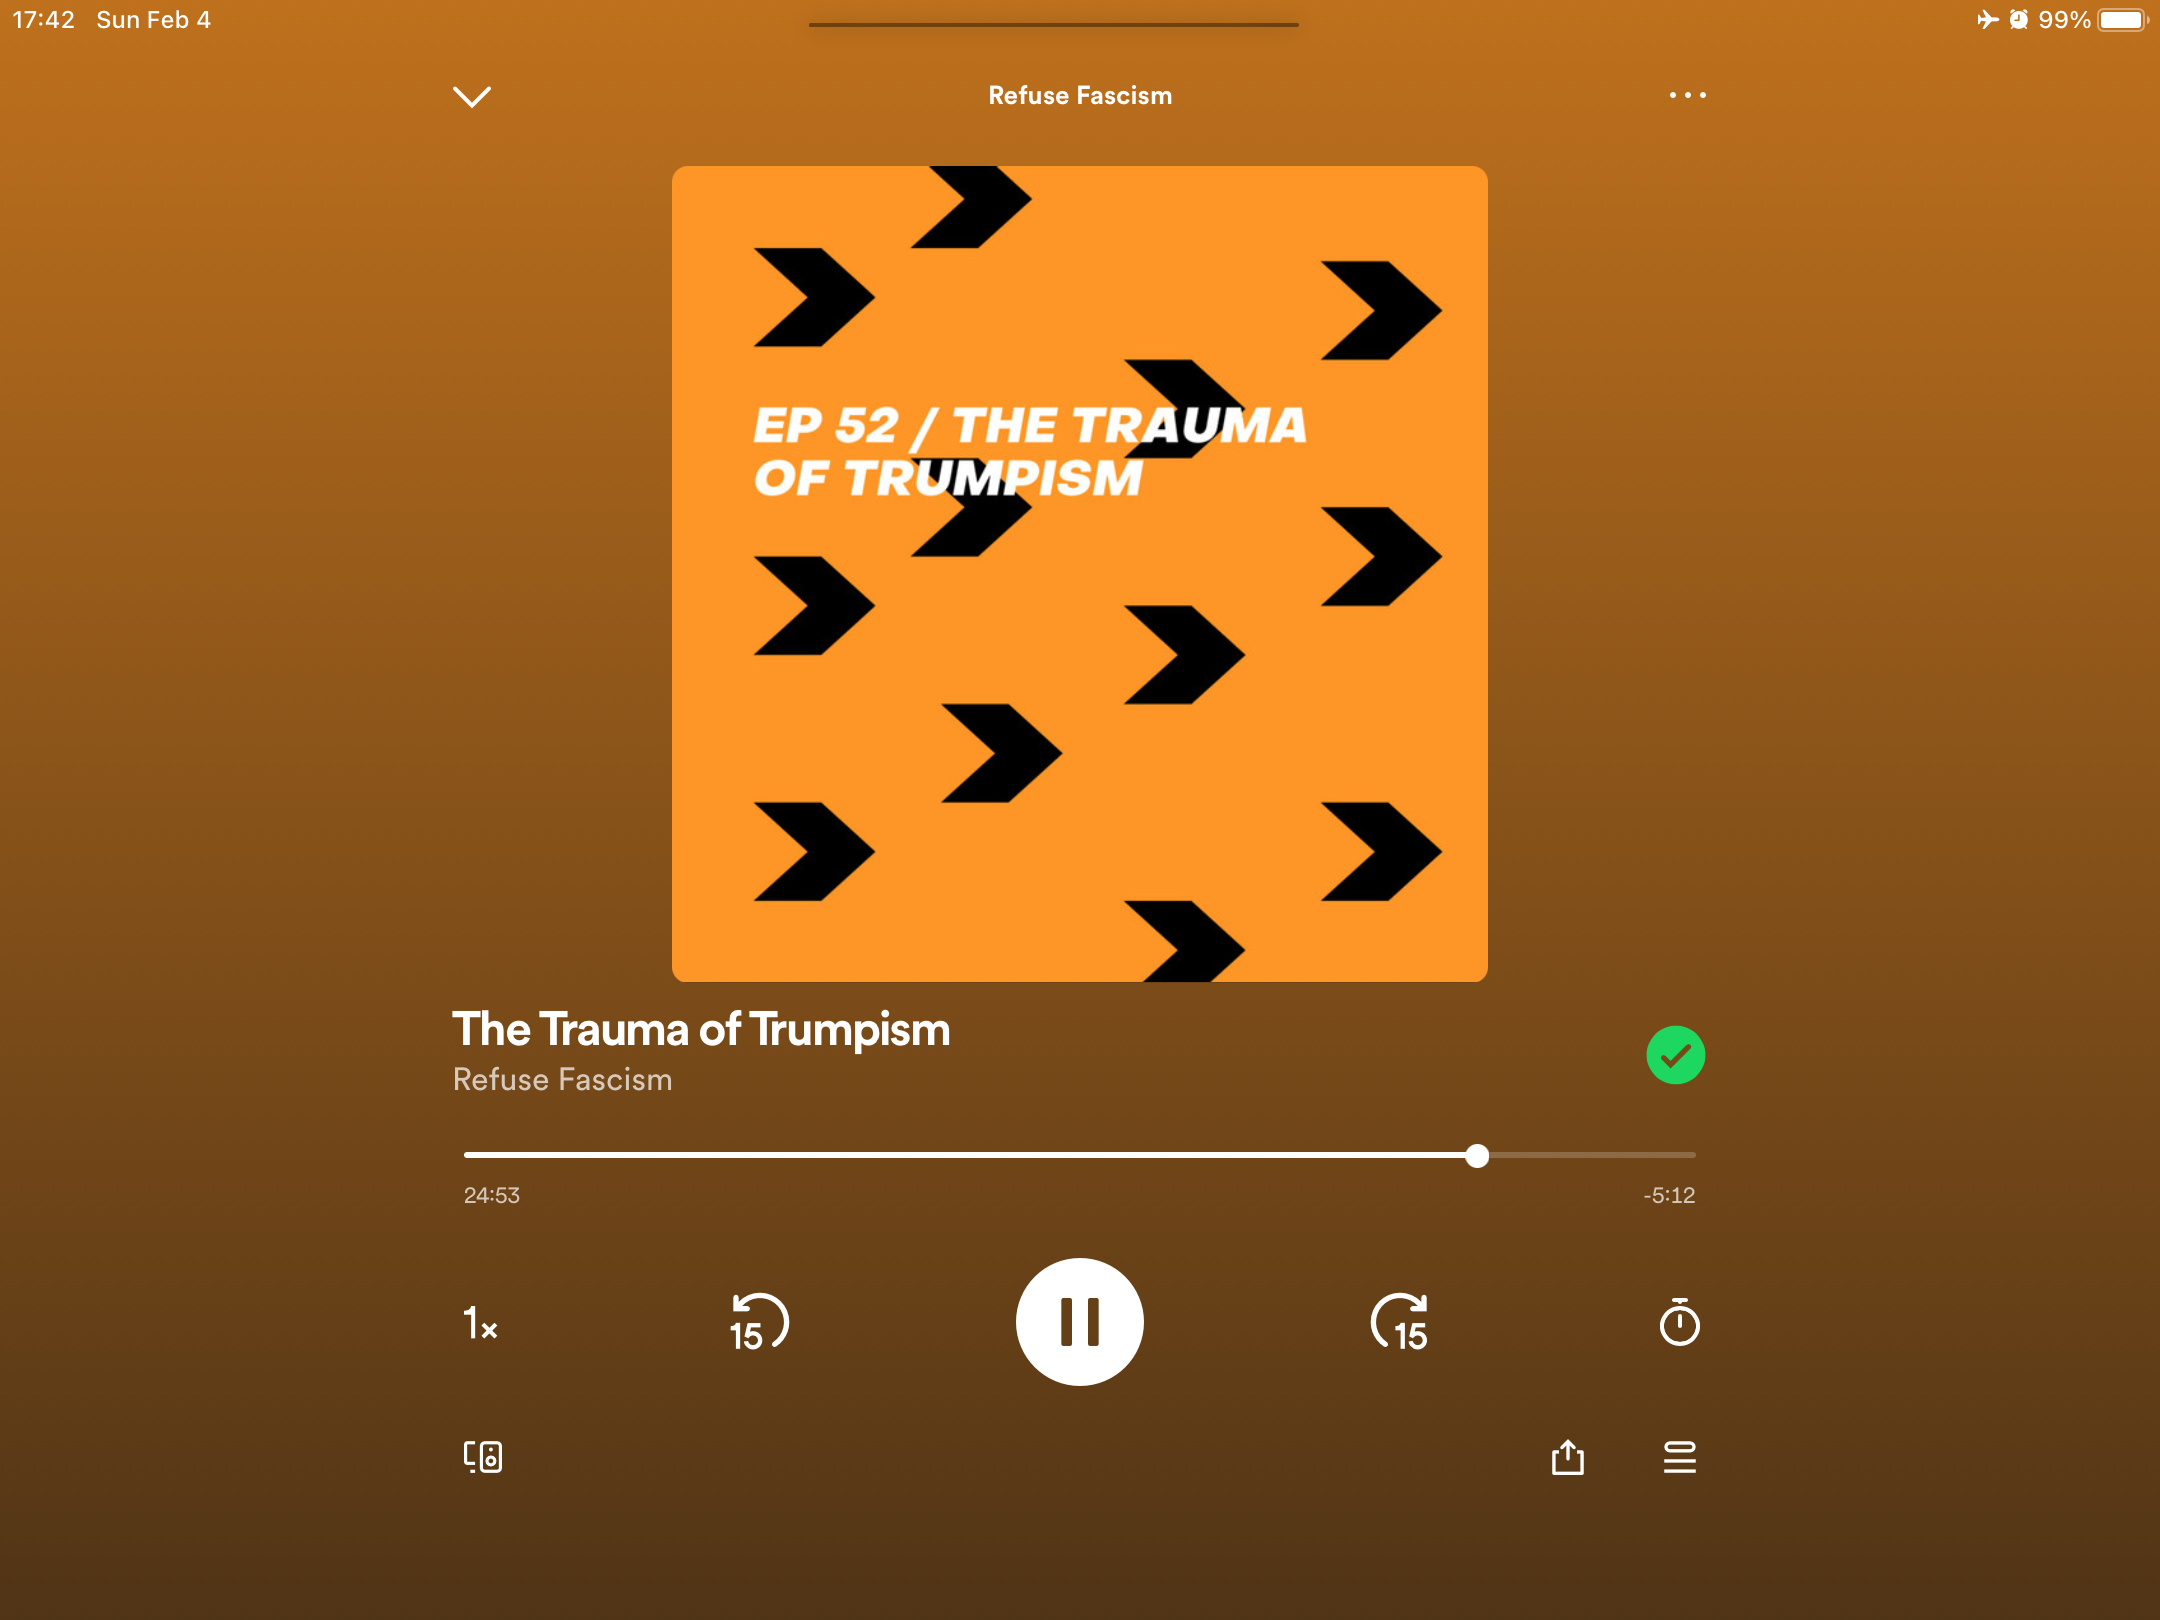 17:42 Sun Feb 4
99%
Refuse Fascism
EP 52 / THE TRAUMA
OF TRUMPISM
The Trauma of Trumpism
Refuse Fascism
24:53
-5:12
1×
15
15